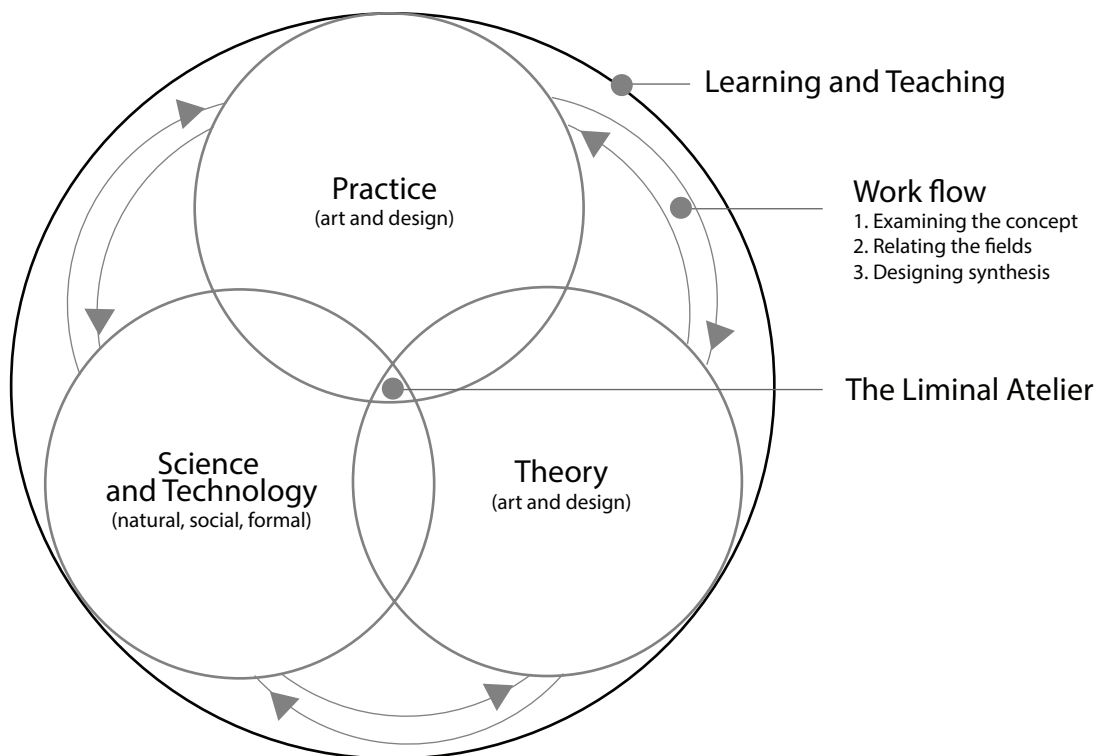 Learning and Teaching
Practice
(art and design)
Work flow
1. Examining the concept
2. Relating the fields
3. Designing synthesis
The Liminal Atelier
Science
and Technology
(natural, social, formal)
Theory
(art and design)